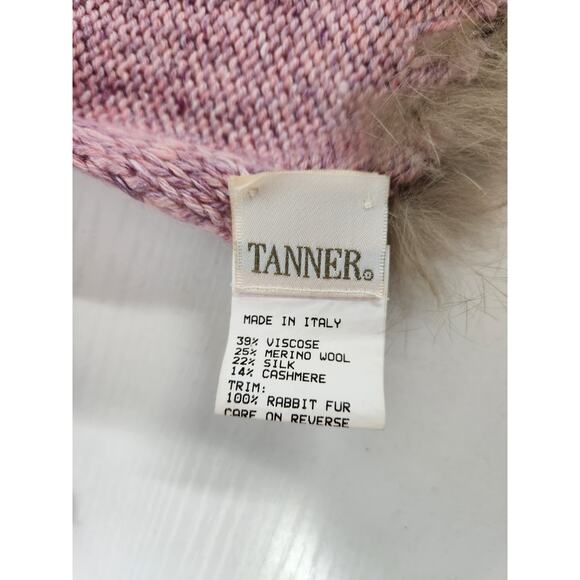 TANNER®
MADE IN ITALY
39% VISCOSE
25% MERINO WOOL
22% SILK
14% CASHMERE
TRIM:
100% RABBIT FUR
CARE ON REVERSE